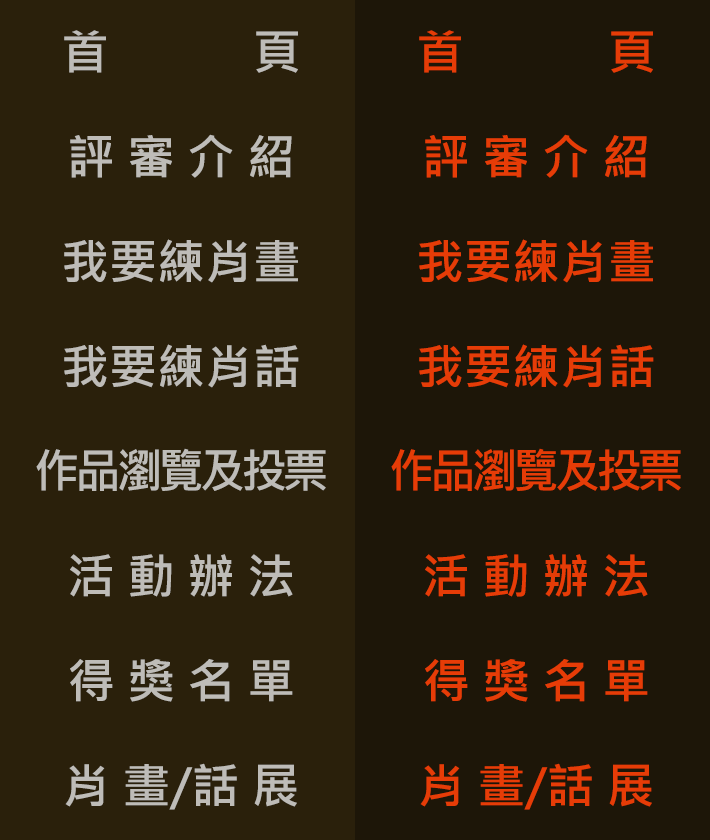 首頁 首頁
評審介紹 評審介紹
我要練肖畫 我要練肖畫
我要練肖話 我要練肖話
作品瀏覽及投票 作品瀏覽及投票
活動辦法 活動辦法
得獎名單 得獎名單
肖畫/話展 肖畫/話展